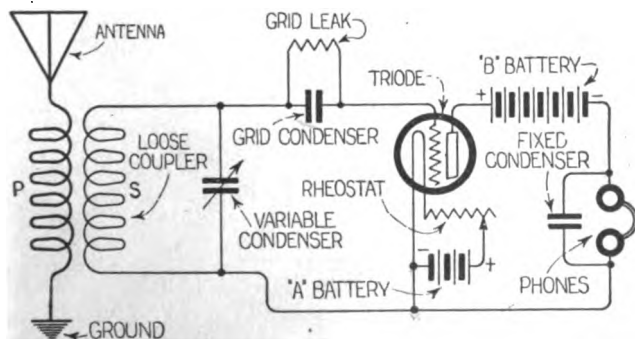 GRID LEAK
ANTENNA
TRIODE
"B" BATTERY
+ −
GRID CONDENSER
FIXED
CONDENSER
LOOSE
COUPLER
P
S
RHEOSTAT
VARIABLE
CONDENSER
− +
"A" BATTERY
PHONES
GROUND